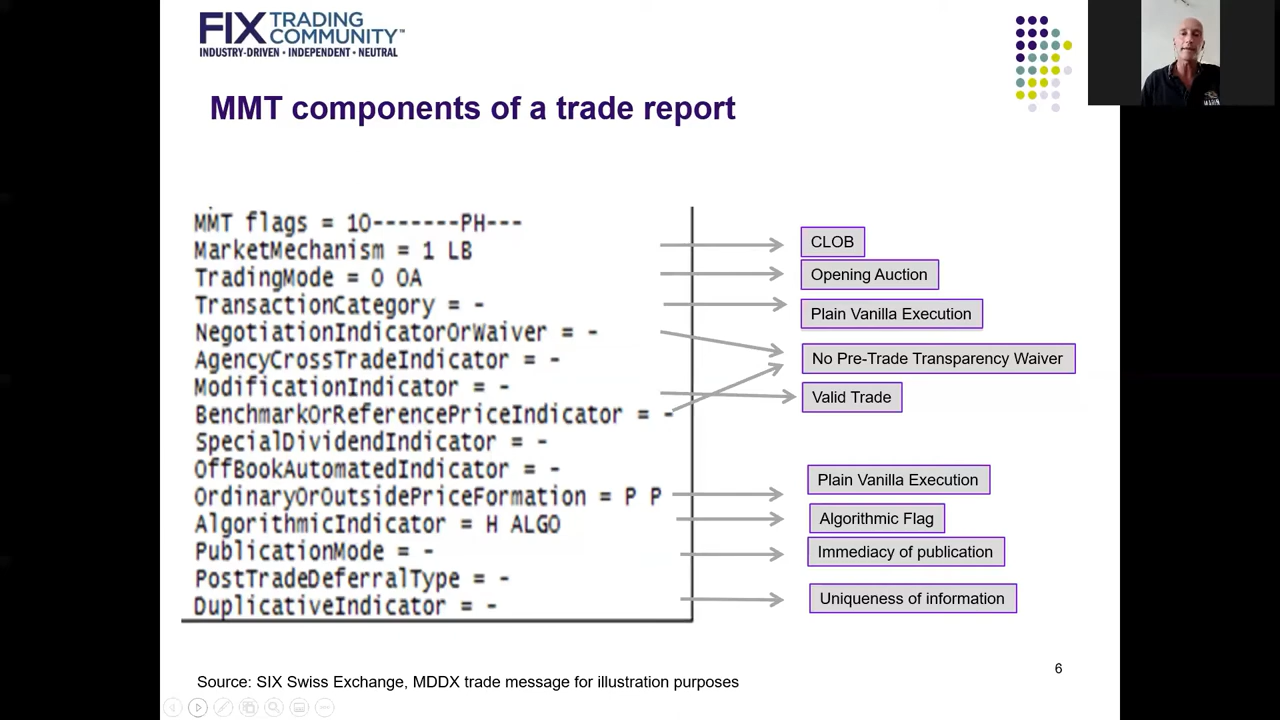 FIX TRADING COMMUNITY™
INDUSTRY-DRIVEN • INDEPENDENT • NEUTRAL
MMT components of a trade report
MMT flags = 1O-------PH---
MarketMechanism = 1 LB
TradingMode = O OA
TransactionCategory = -
NegotiationIndicatorOrWaiver = -
AgencyCrossTradeIndicator = -
ModificationIndicator = -
BenchmarkOrReferencePriceIndicator = -
SpecialDividendIndicator = -
OffBookAutomatedIndicator = -
OrdinaryOrOutsidePriceFormation = P P
AlgorithmicIndicator = H ALGO
PublicationMode = -
PostTradeDeferralType = -
DuplicativeIndicator = -
CLOB
Opening Auction
Plain Vanilla Execution
No Pre-Trade Transparency Waiver
Valid Trade
Plain Vanilla Execution
Algorithmic Flag
Immediacy of publication
Uniqueness of information
6
Source: SIX Swiss Exchange, MDDX trade message for illustration purposes